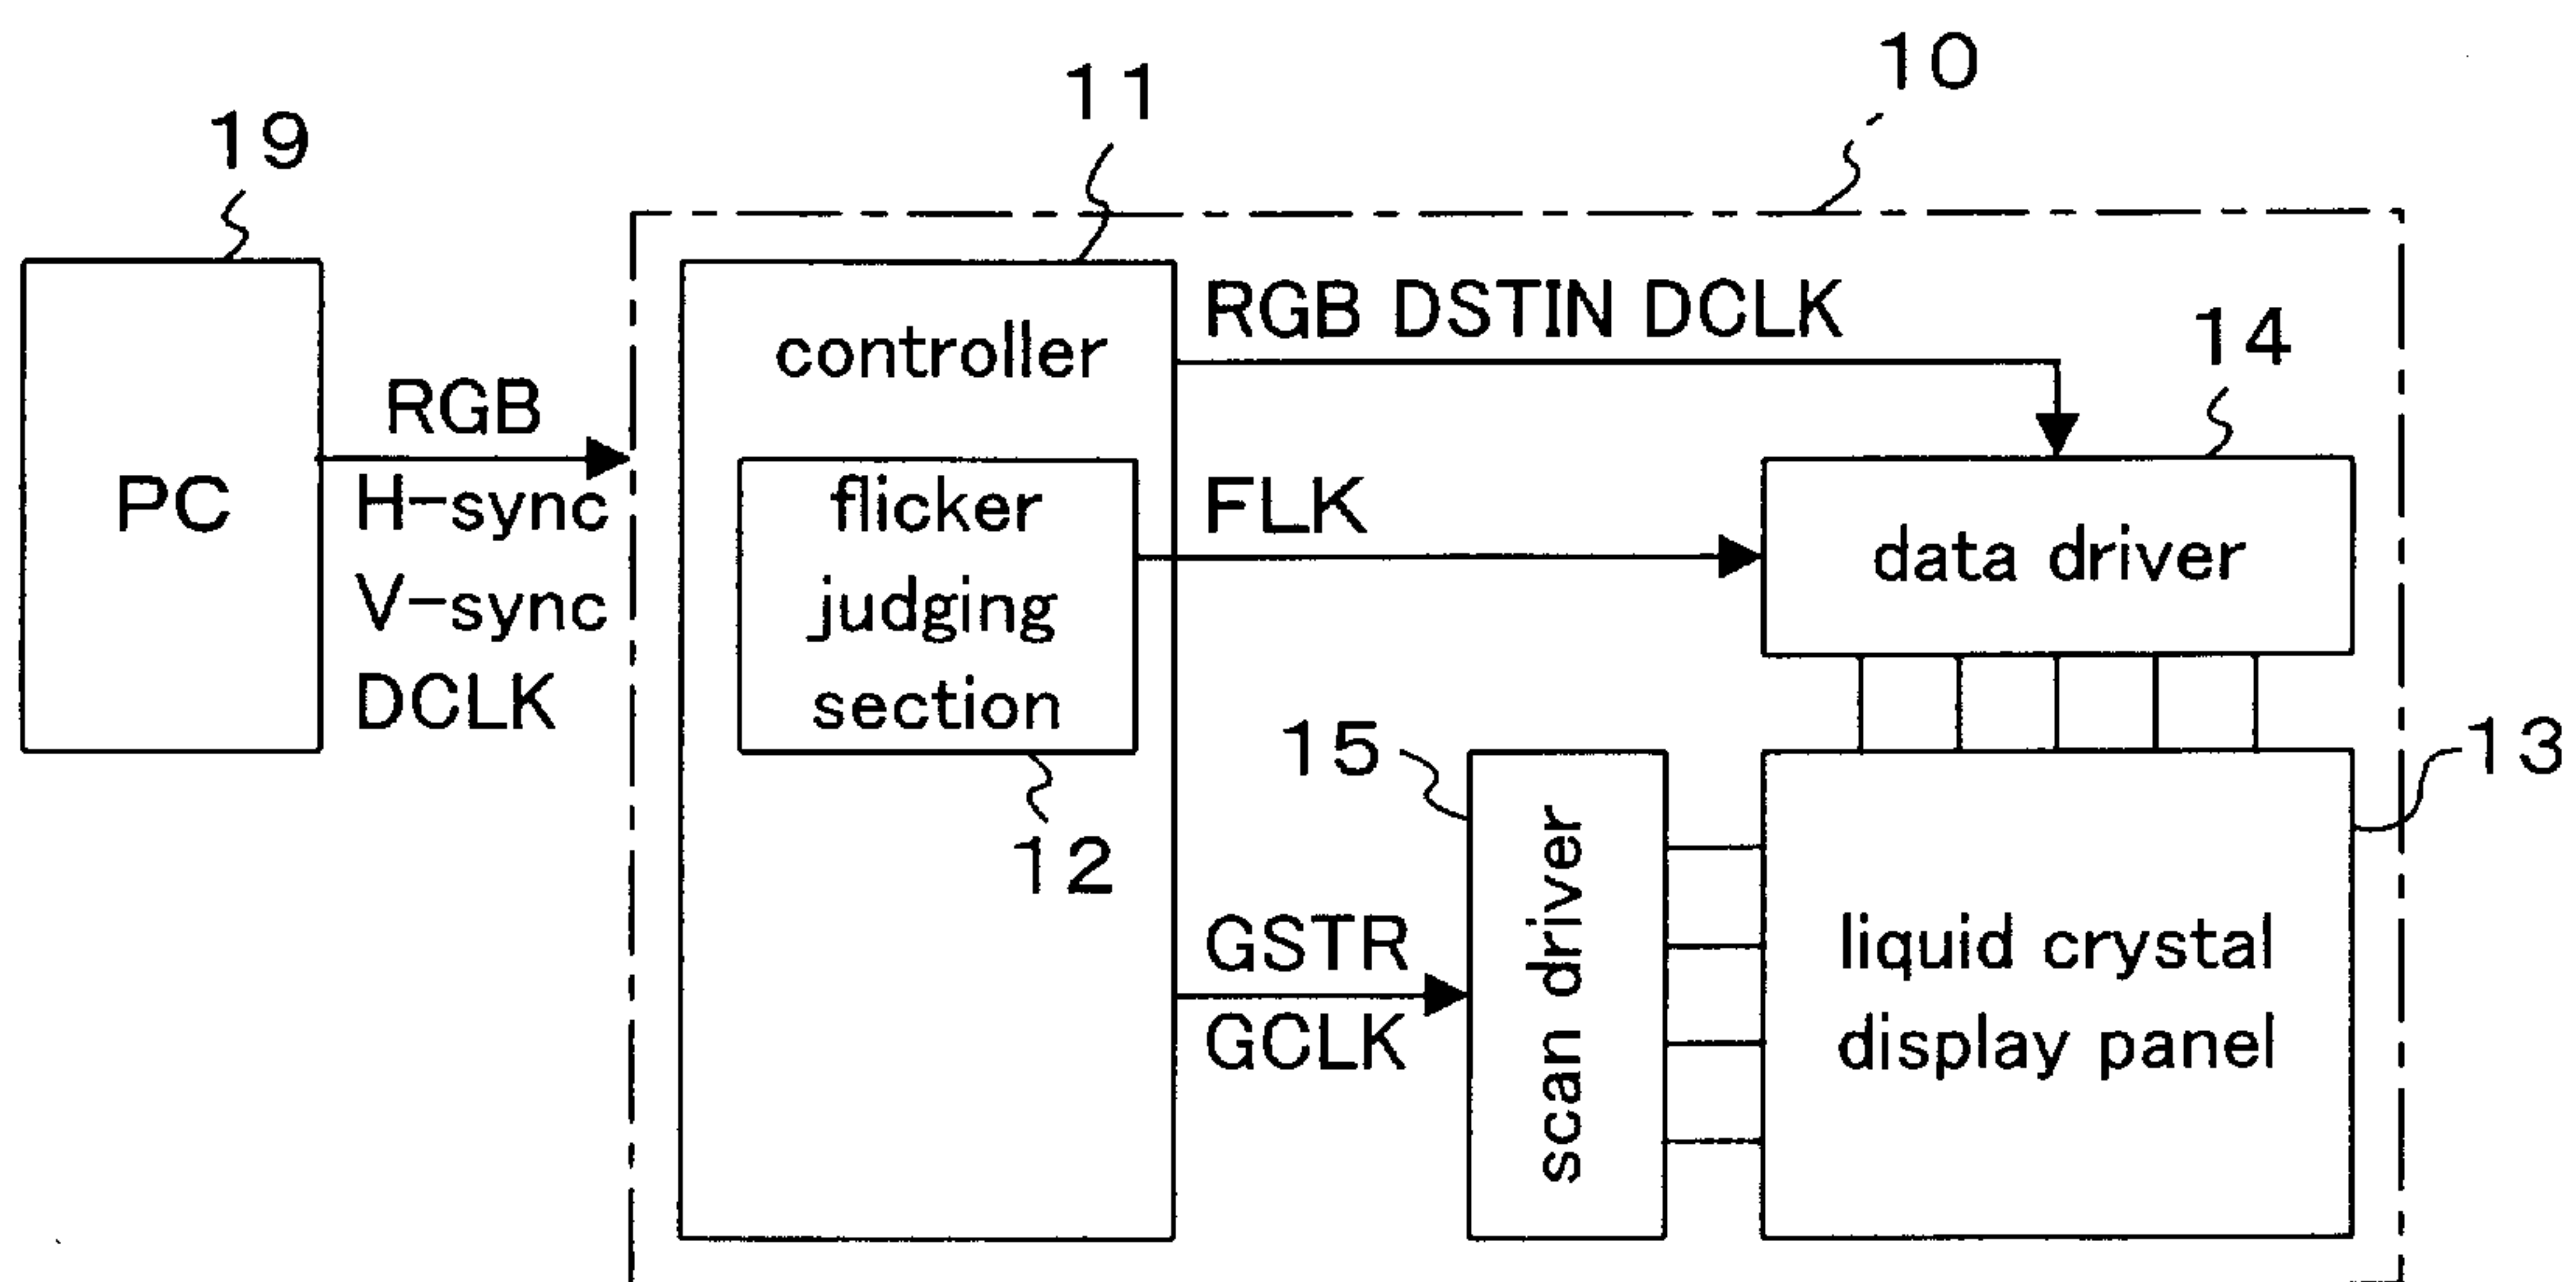 10
11
19
RGB DSTIN DCLK
controller
14
RGB
PC
H-sync
V-sync
DCLK
flicker
judging
section
FLK
data driver
15
13
12
scan driver
GSTR
GCLK
liquid crystal
display panel